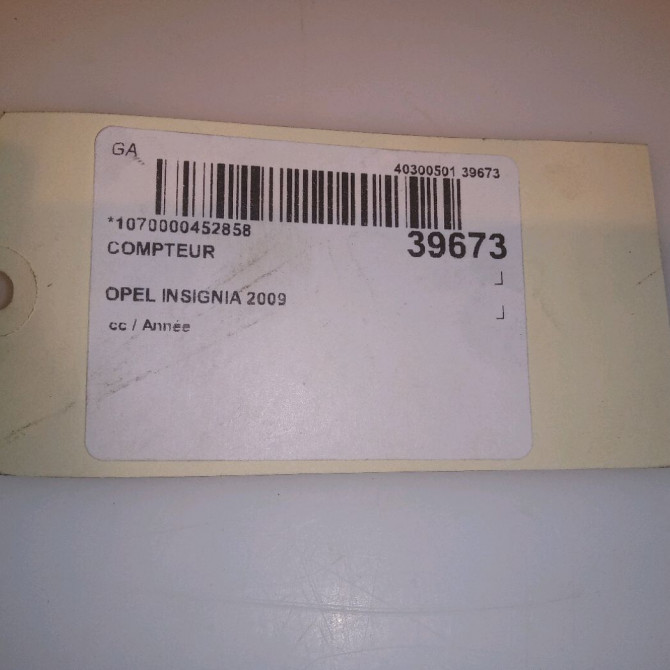 GA
40300501 39673
*1070000452858
39673
COMPTEUR
OPEL INSIGNIA 2009
cc / Année